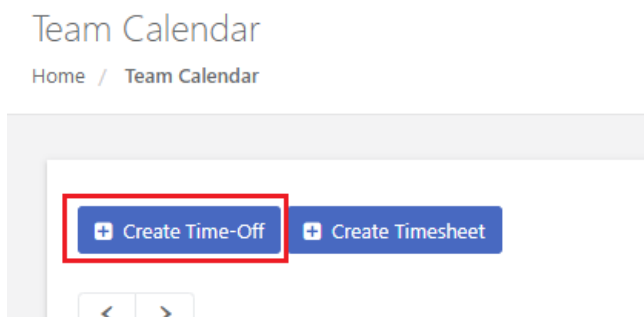 Team Calendar
Home / Team Calendar
Create Time-Off
Create Timesheet